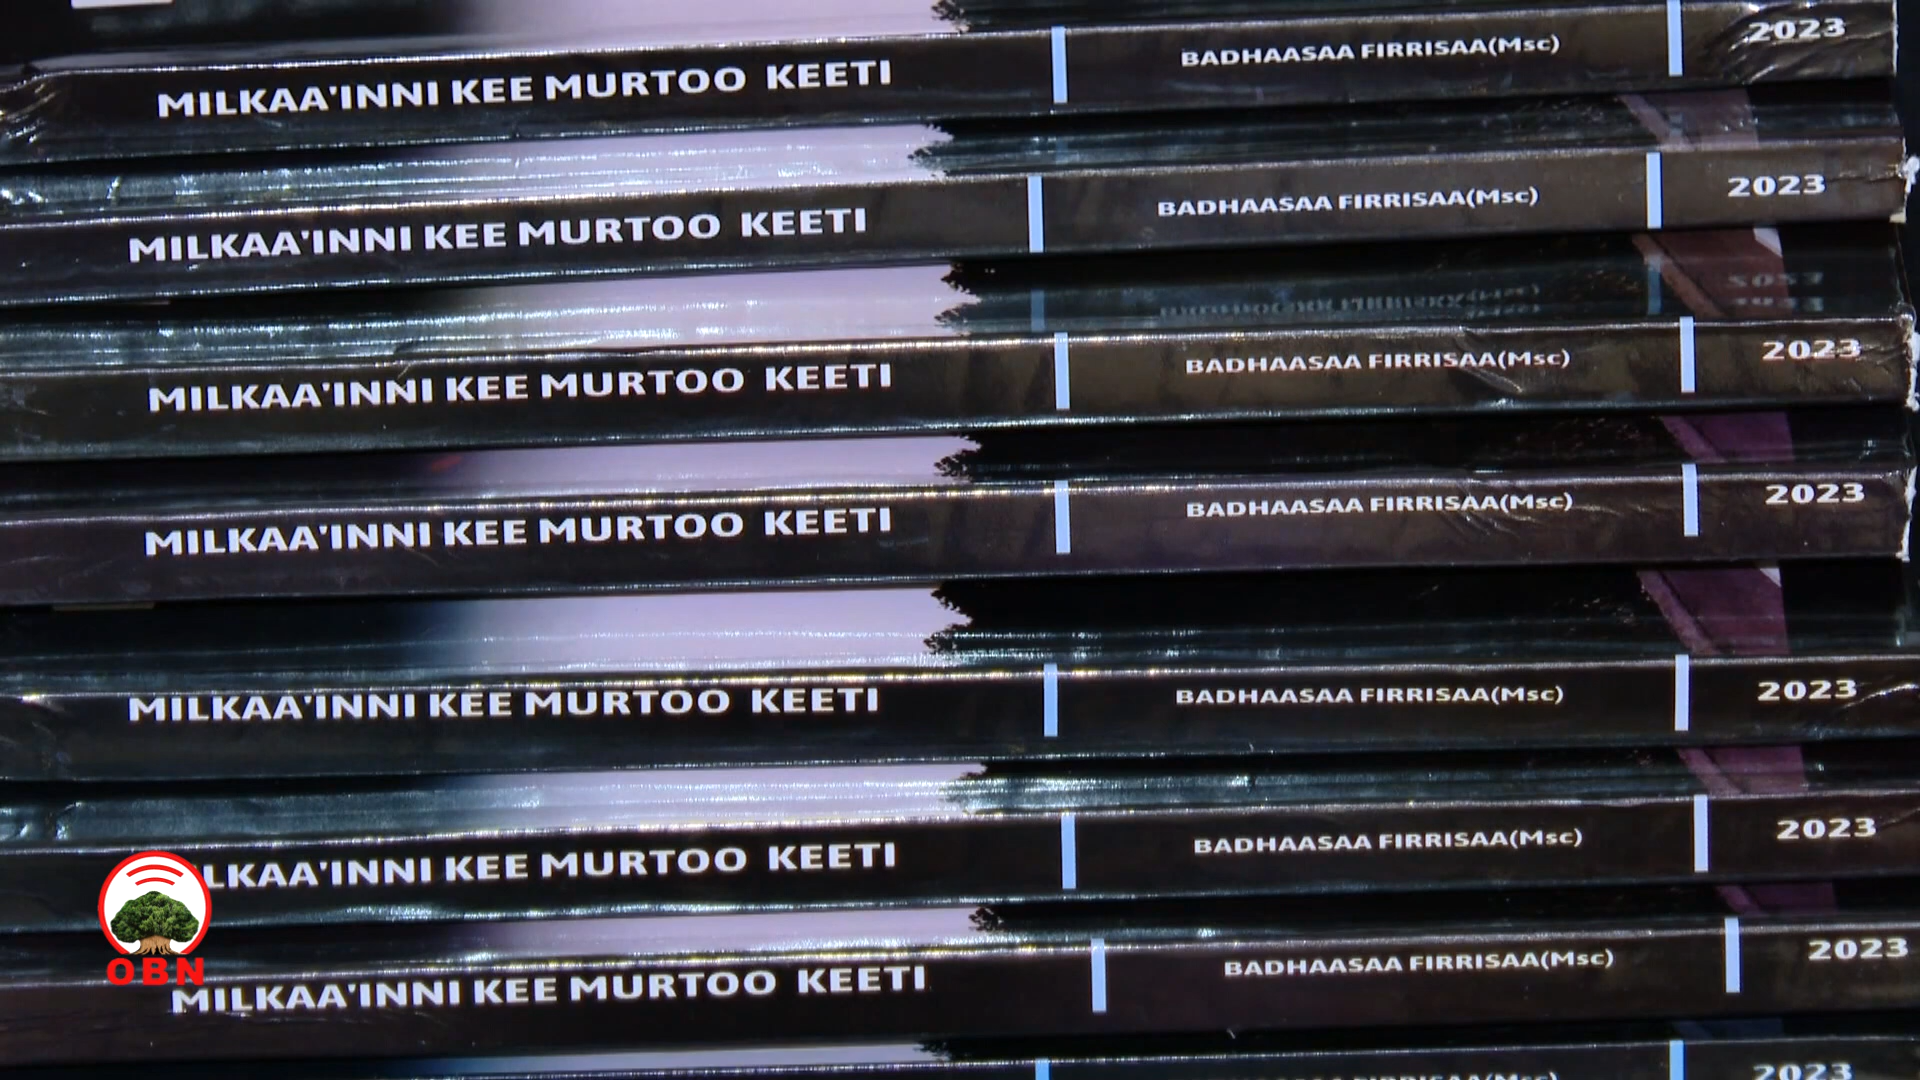 MILKAA'INNI KEE MURTOO KEETI BADHAASAA FIRRISAA(Msc) 2023
MILKAA'INNI KEE MURTOO KEETI BADHAASAA FIRRISAA(Msc) 2023
MILKAA'INNI KEE MURTOO KEETI BADHAASAA FIRRISAA(Msc) 2023
MILKAA'INNI KEE MURTOO KEETI BADHAASAA FIRRISAA(Msc) 2023
MILKAA'INNI KEE MURTOO KEETI BADHAASAA FIRRISAA(Msc) 2023
LKAA'INNI KEE MURTOO KEETI BADHAASAA FIRRISAA(Msc) 2023
OBN
MILKAA'INNI KEE MURTOO KEETI BADHAASAA FIRRISAA(Msc) 2023
2023